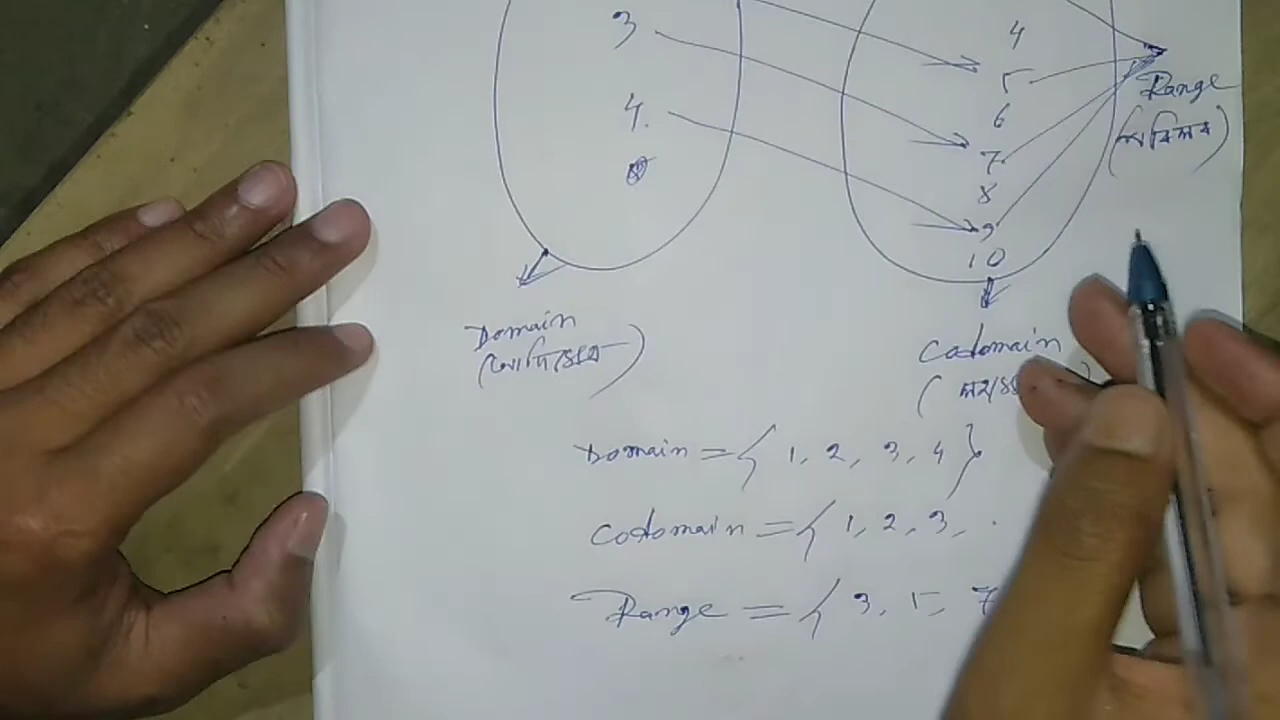 3
4
4.
5
6
7
8
9
10
Range
Domain
Codomain
Domain = { 1, 2, 3, 4 }
Codomain = { 1, 2, 3, .
Range = { 3, 5, 7